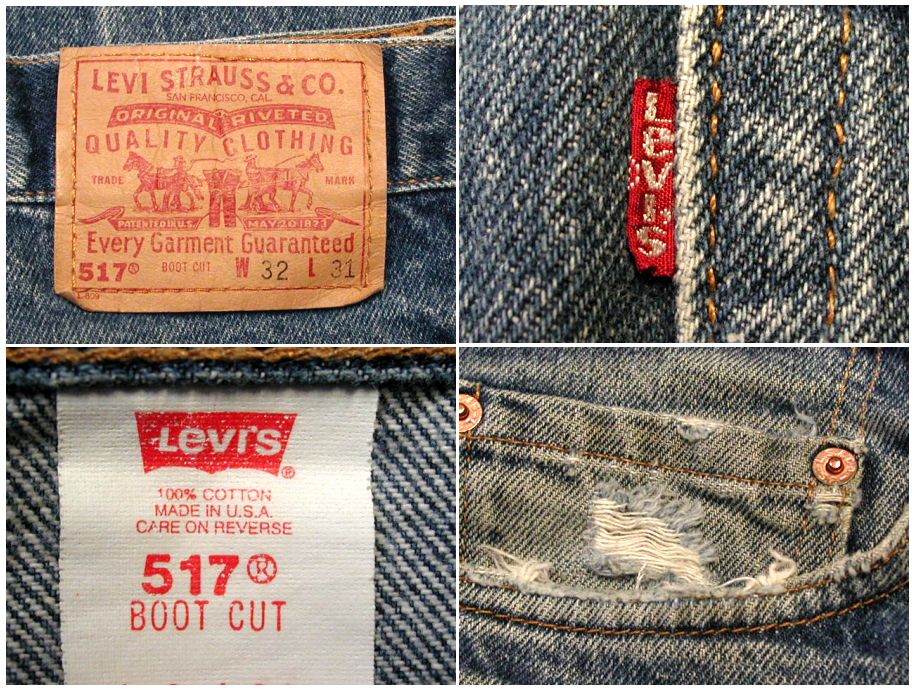 LEVI STRAUSS & CO.
SAN FRANCISCO, CAL.
ORIGINAL RIVETED
QUALITY CLOTHING
TRADE MARK
PATENTED IN U.S. MAY 20 1873
Every Garment Guaranteed
517® BOOT CUT W 32 L 31
LEVI'S
Levi's®
100% COTTON
MADE IN U.S.A.
CARE ON REVERSE
517®
BOOT CUT